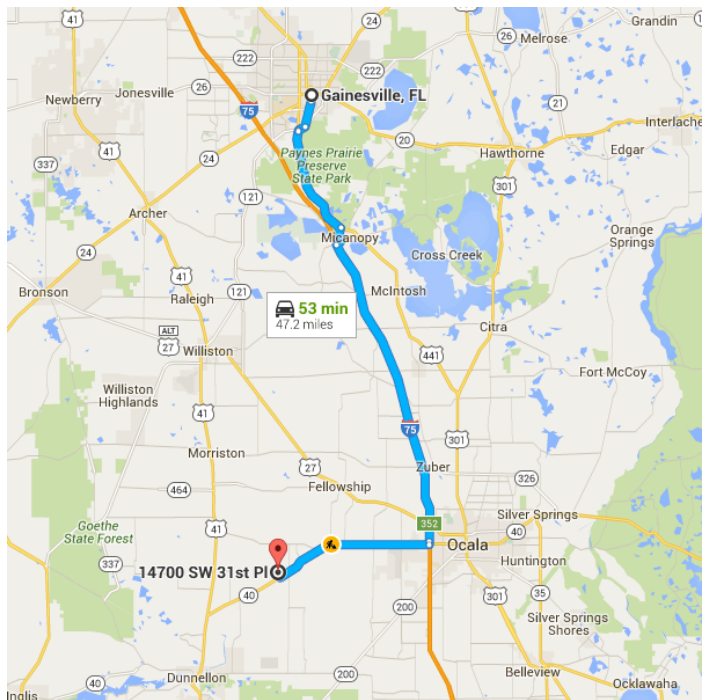 41
24
Grandin
Melrose
26
222
222
Jonesville
26
Gainesville, FL
Newberry
75
21
Interlache
41
20
Hawthorne
Edgar
337
24
Paynes Prairie
Preserve
State Park
301
121
Archer
Orange
Springs
Micanopy
Cross Creek
24
41
Bronson
Raleigh
121
McIntosh
53 min
47.2 miles
Citra
ALT
27
Williston
441
Fort McCoy
Williston
Highlands
41
75
301
Morriston
27
Zuber
326
464
Fellowship
Silver Springs
352
Goethe
State Forest
41
40
Ocala
337
Huntington
14700 SW 31st Pl
40
200
301
35
Silver Springs
Shores
40
Dunnellon
200
Belleview
Ocklawaha
Inglis